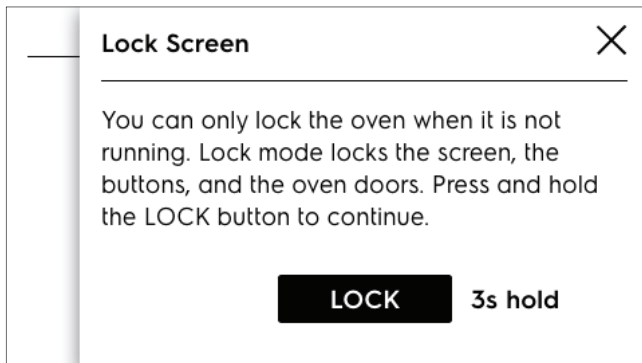 Lock Screen
You can only lock the oven when it is not
running. Lock mode locks the screen, the
buttons, and the oven doors. Press and hold
the LOCK button to continue.
LOCK 3s hold